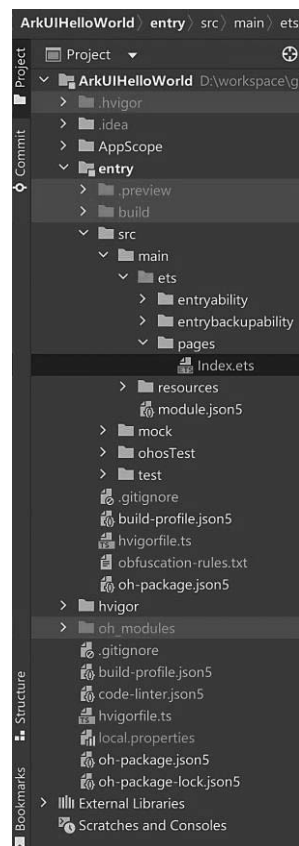 ArkUIHelloWorld › entry › src › main › ets
Project
Project
ArkUIHelloWorld D:\workspace\g
.hvigor
.idea
Commit
AppScope
entry
.preview
build
src
main
ets
entryability
entrybackupability
pages
Index.ets
resources
module.json5
mock
ohosTest
test
.gitignore
build-profile.json5
hvigorfile.ts
obfuscation-rules.txt
oh-package.json5
hvigor
oh_modules
.gitignore
Structure
build-profile.json5
code-linter.json5
hvigorfile.ts
local.properties
oh-package.json5
Bookmarks
oh-package-lock.json5
External Libraries
Scratches and Consoles